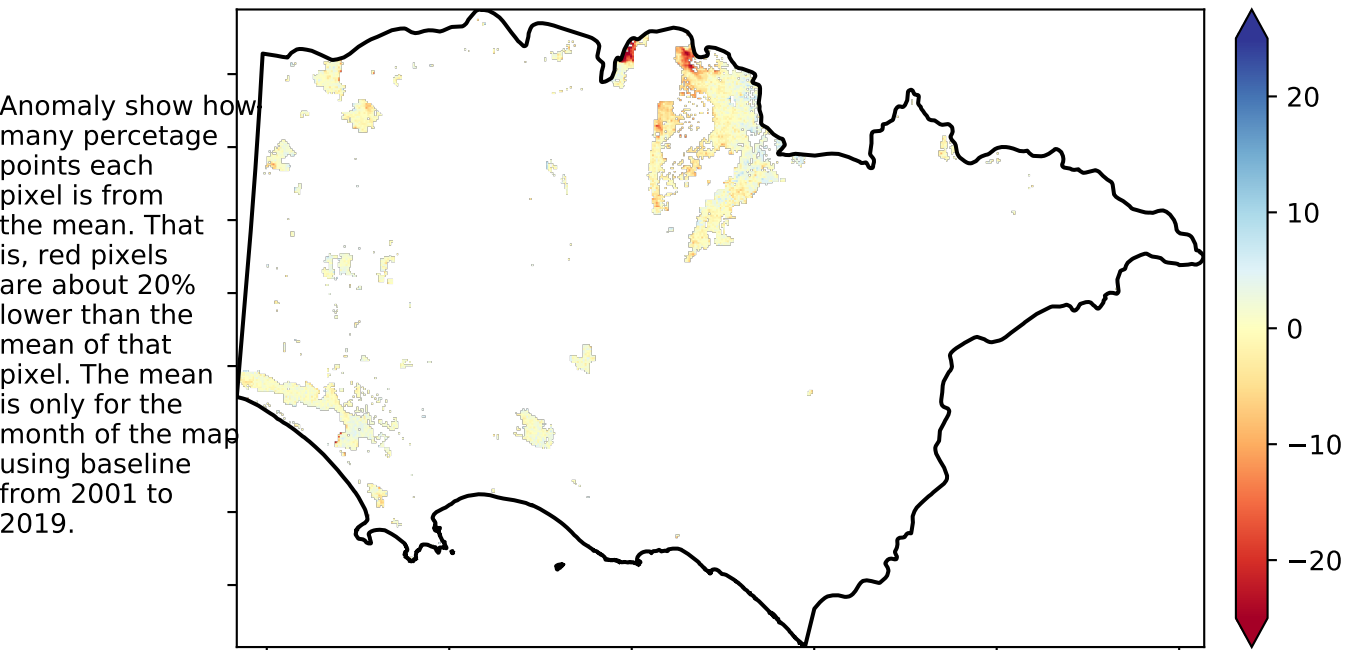 Anomaly show how
many percetage
points each
pixel is from
the mean. That
is, red pixels
are about 20%
lower than the
mean of that
pixel. The mean
is only for the
month of the map
using baseline
from 2001 to
2019.
20
10
0
−10
−20